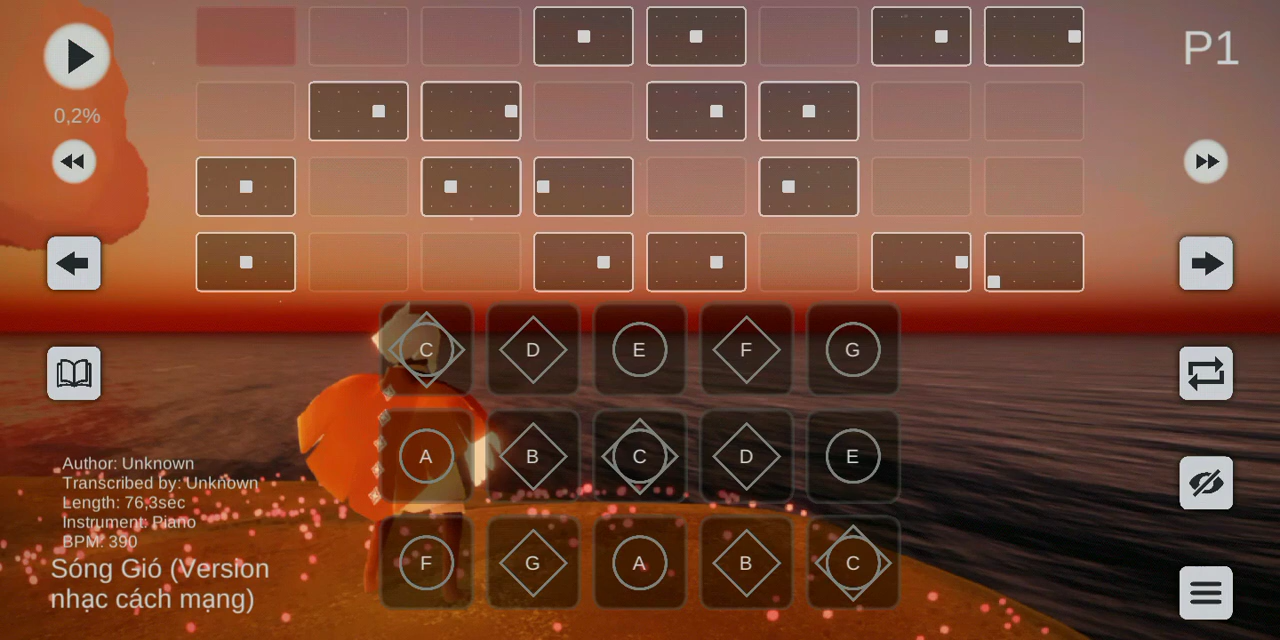 P1
0,2%
C D E F G
A B C D E
F G A B C
Author: Unknown
Transcribed by: Unknown
Length: 76,3sec
Instrument: Piano
BPM: 390
Sóng Gió (Version
nhạc cách mạng)